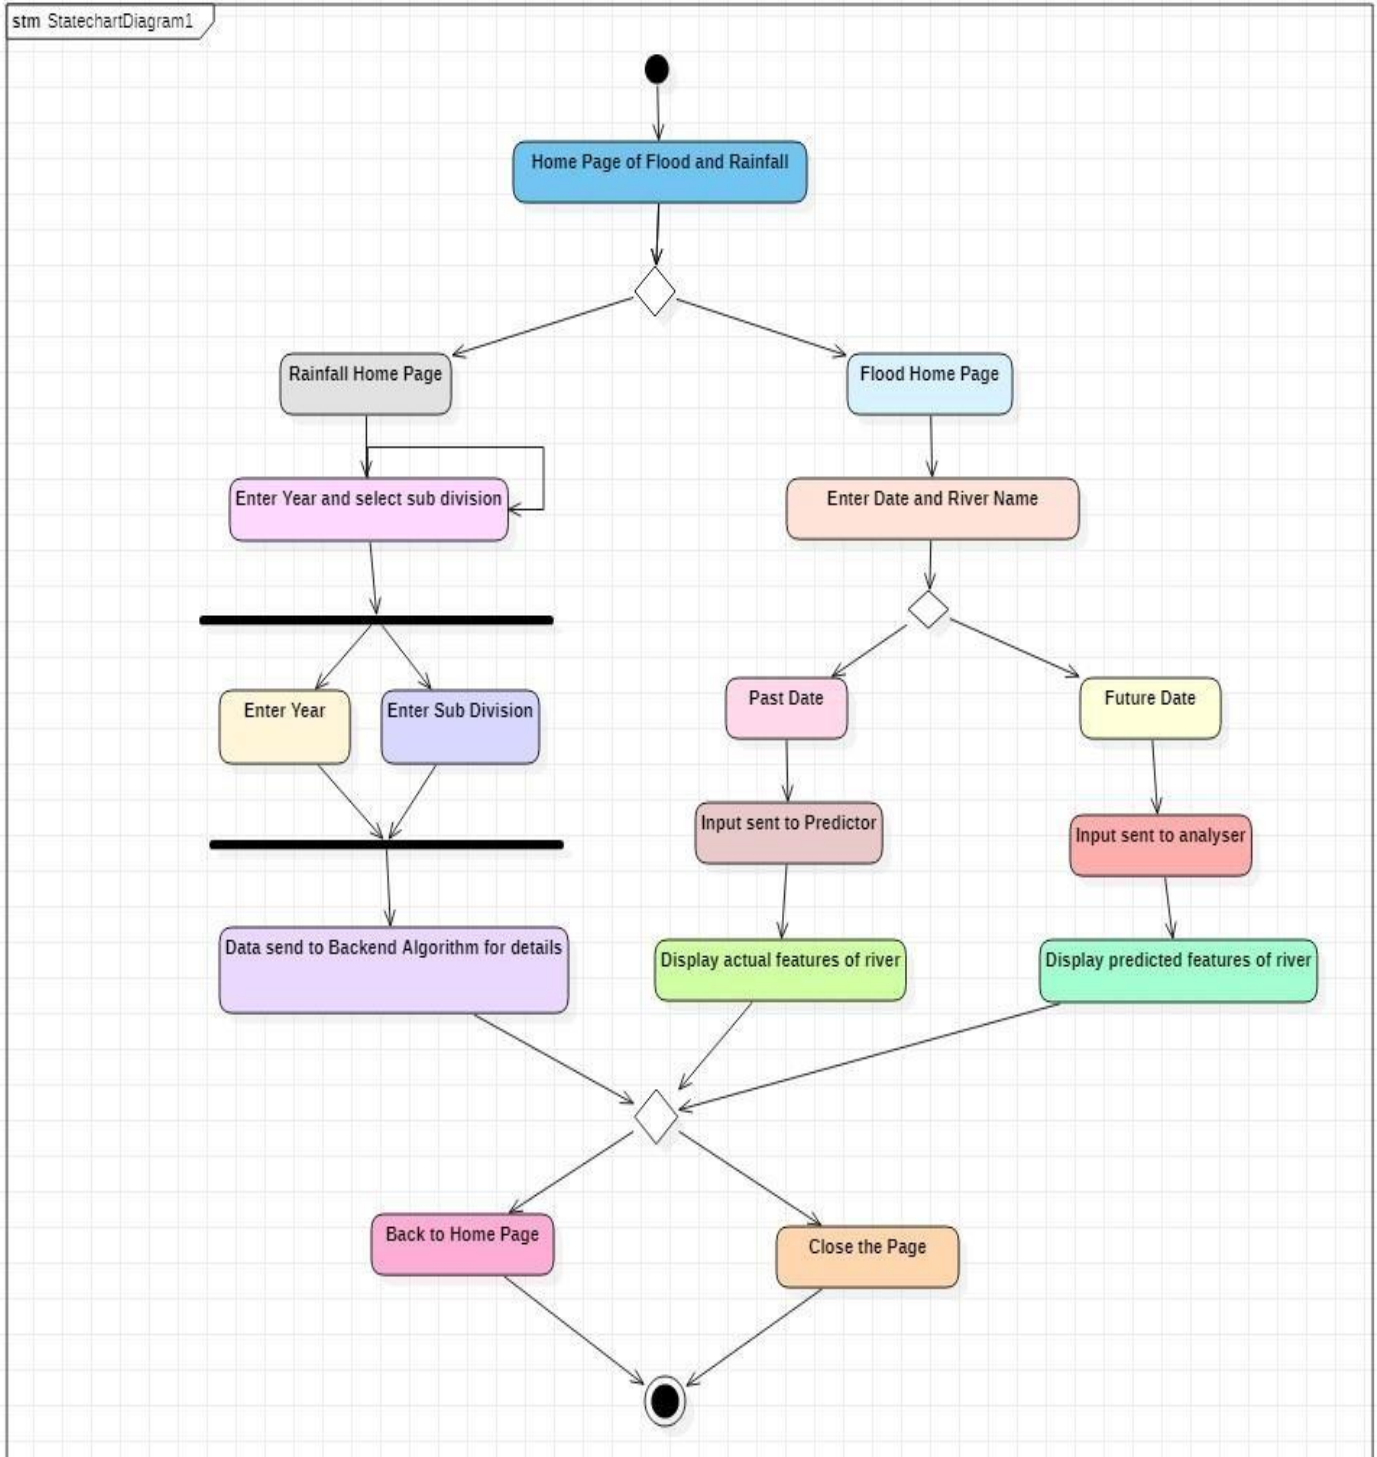 stm StatechartDiagram1
Home Page of Flood and Rainfall
Rainfall Home Page
Flood Home Page
Enter Year and select sub division
Enter Date and River Name
Enter Year
Enter Sub Division
Past Date
Future Date
Input sent to Predictor
Input sent to analyser
Data send to Backend Algorithm for details
Display actual features of river
Display predicted features of river
Back to Home Page
Close the Page